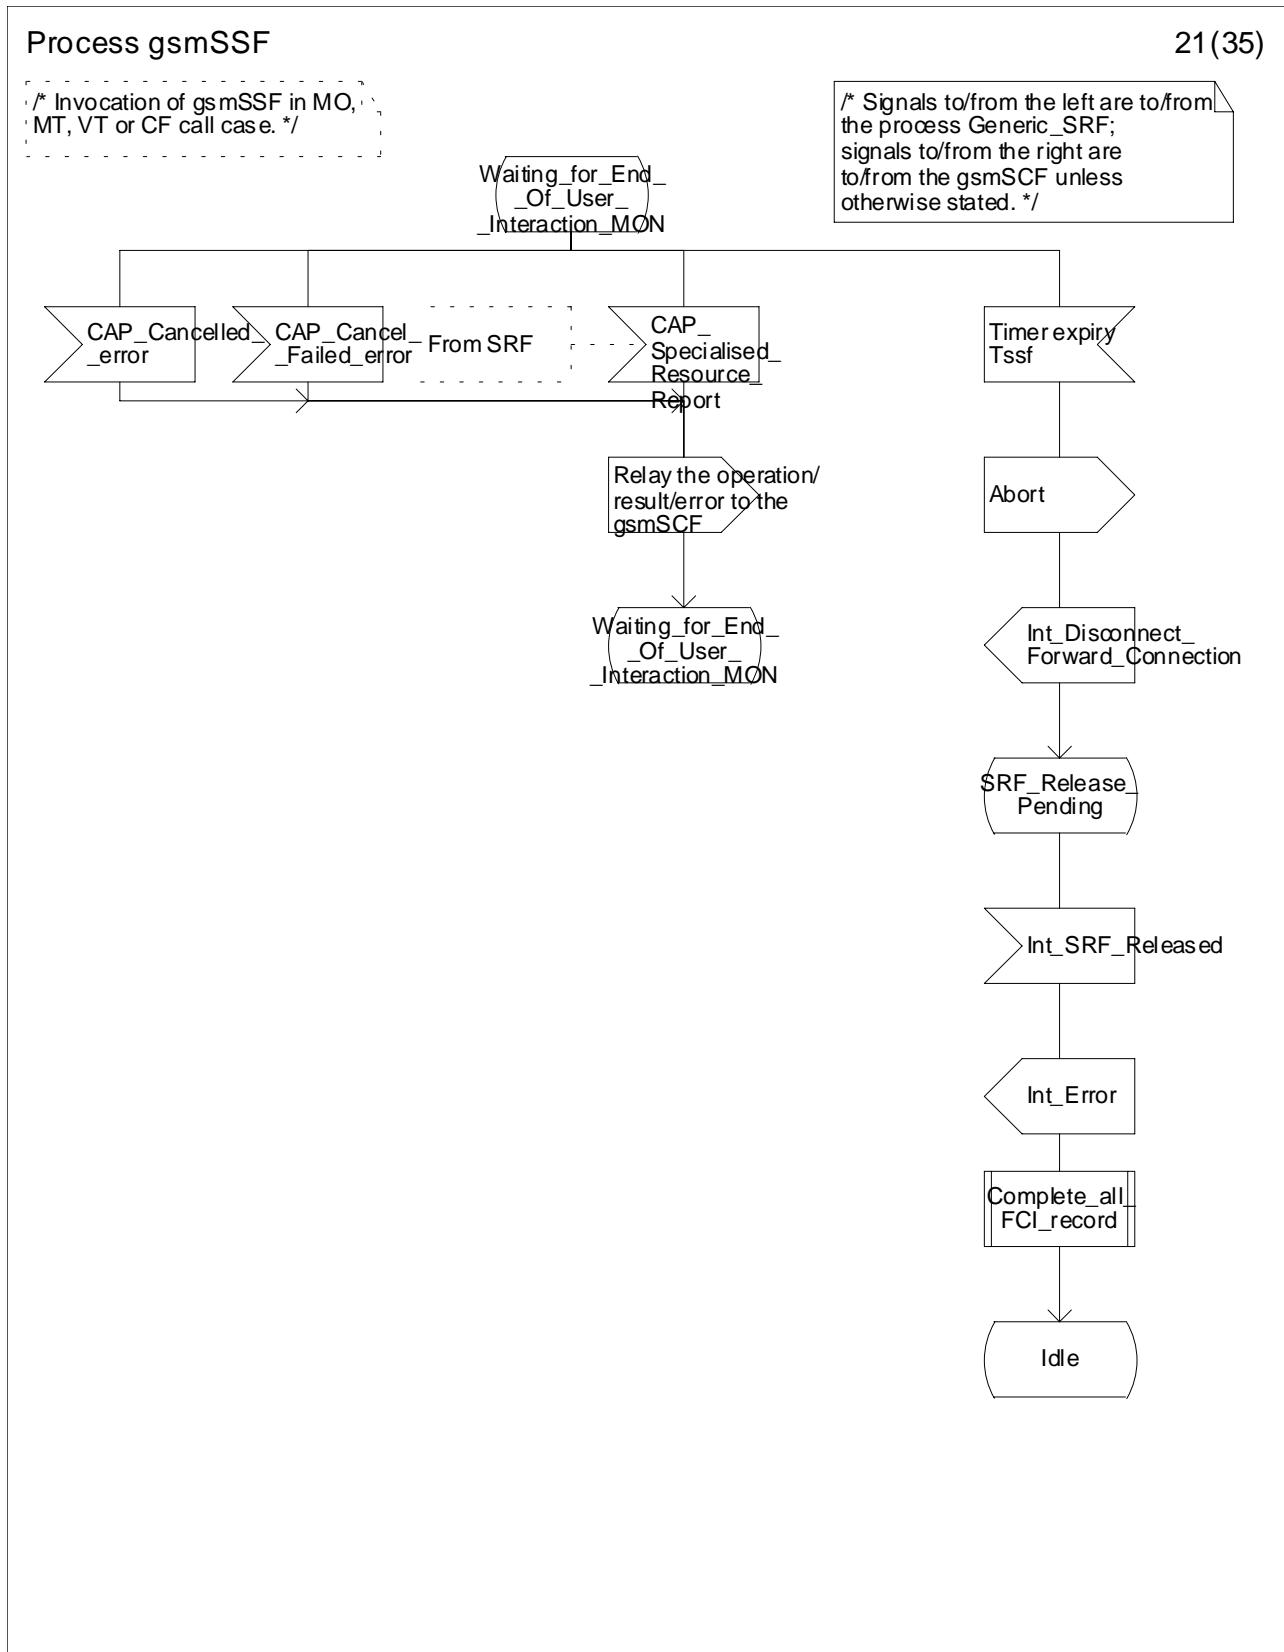 Process gsmSSF
21(35)
/* Invocation of gsmSSF in MO,
MT, VT or CF call case. */
/* Signals to/from the left are to/from
the process Generic_SRF;
signals to/from the right are
to/from the gsmSCF unless
otherwise stated. */
Waiting_for_End_
_Of_User_
_Interaction_MON
CAP_Cancelled_
_error
CAP_Cancel_
_Failed_error
From SRF
CAP_
Specialised_
Resource_
Report
Timer expiry
Tssf
Relay the operation/
result/error to the
gsmSCF
Abort
Waiting_for_End_
_Of_User_
_Interaction_MON
Int_Disconnect_
Forward_Connection
SRF_Release_
Pending
Int_SRF_Released
Int_Error
Complete_all_
FCI_record
Idle